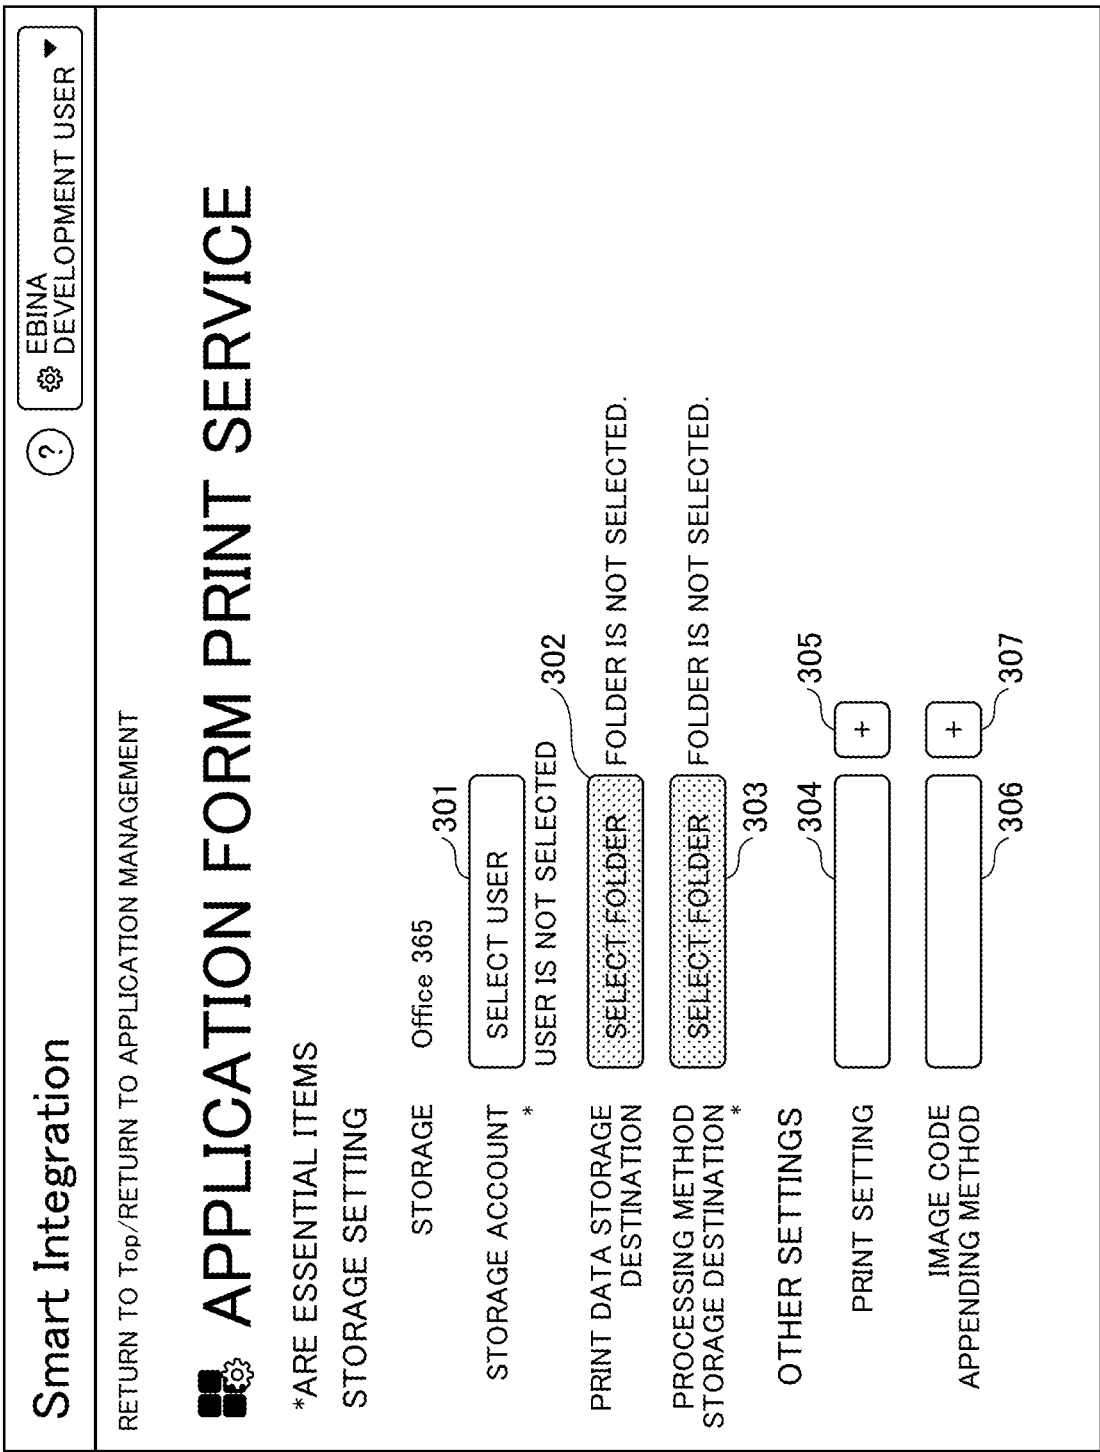 Smart Integration
?
EBINA
DEVELOPMENT USER
RETURN TO Top/RETURN TO APPLICATION MANAGEMENT
APPLICATION FORM PRINT SERVICE
*ARE ESSENTIAL ITEMS
STORAGE SETTING
STORAGE Office 365
301
STORAGE ACCOUNT SELECT USER
* USER IS NOT SELECTED
302
PRINT DATA STORAGE
DESTINATION
SELECT FOLDER FOLDER IS NOT SELECTED.
PROCESSING METHOD
STORAGE DESTINATION *
SELECT FOLDER FOLDER IS NOT SELECTED.
303
OTHER SETTINGS
304 305
PRINT SETTING +
IMAGE CODE
APPENDING METHOD
+
306 307